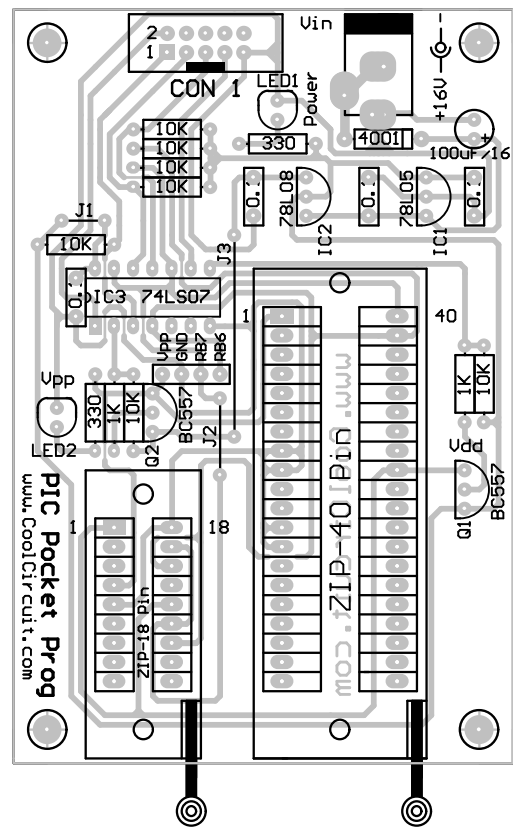 2
1
CON 1
Vin
+16V
LED1
Power
10K
10K
10K
10K
330
4001
+
100uF/16
0.1
78L08
0.1
78L05
0.1
IC2
IC1
J1
10K
J3
0.1
IC3 74LS07
1
40
Vpp
GND
RB7
RB6
Vpp
330
1K
10K
BC557
Q2
LED2
J2
1K
10K
Vdd
BC557
Q1
ZIP-40 Pin
www.
t.com
1
18
ZIP-18 Pin
PIC Pocket Prog
www.CoolCircuit.com